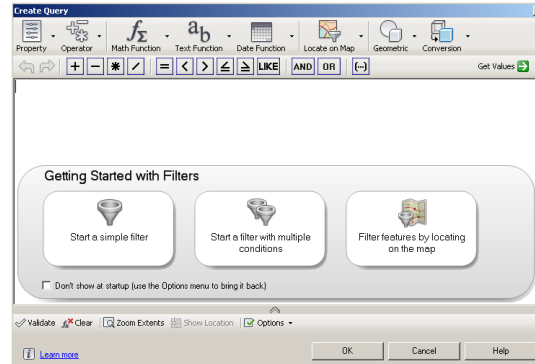 Create Query
Property Operator Math Function Text Function Date Function Locate on Map Geometric Conversion
+ - * / = < > ≤ ≥ LIKE AND OR (...) Get Values
Getting Started with Filters
Start a simple filter
Start a filter with multiple
conditions
Filter features by locating
on the map
Don't show at startup (use the Options menu to bring it back)
Validate Clear Zoom Extents Show Location Options
Learn more
OK Cancel Help